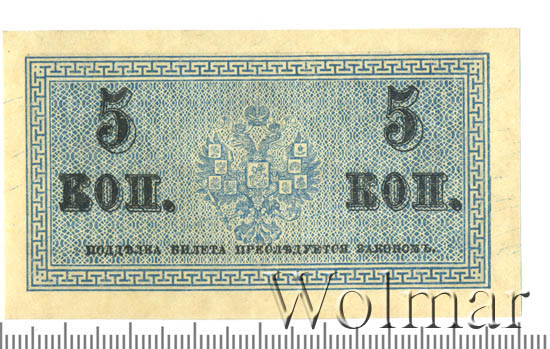 5 5
КОП. КОП.
ПОДДѢЛКА БИЛЕТА ПРЕСЛѢДУЕТСЯ ЗАКОНОМЪ.
Wolmar